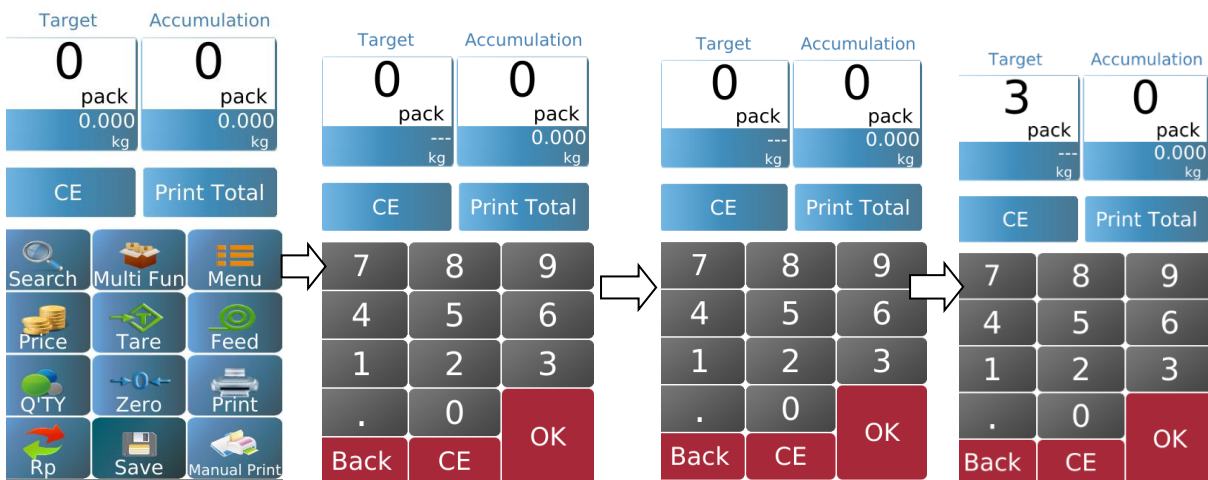 Target Accumulation
0 0
pack pack
0.000 0.000
kg kg
CE Print Total
Search Multi Fun Menu
Price Tare Feed
Q'TY Zero Print
Rp Save Manual Print
Target Accumulation
0 0
pack pack
--- 0.000
kg kg
CE Print Total
7 8 9
4 5 6
1 2 3
. 0
OK
Back CE
Target Accumulation
0 0
pack pack
--- 0.000
kg kg
CE Print Total
7 8 9
4 5 6
1 2 3
. 0
OK
Back CE
Target Accumulation
3 0
pack pack
--- 0.000
kg kg
CE Print Total
7 8 9
4 5 6
1 2 3
. 0
OK
Back CE